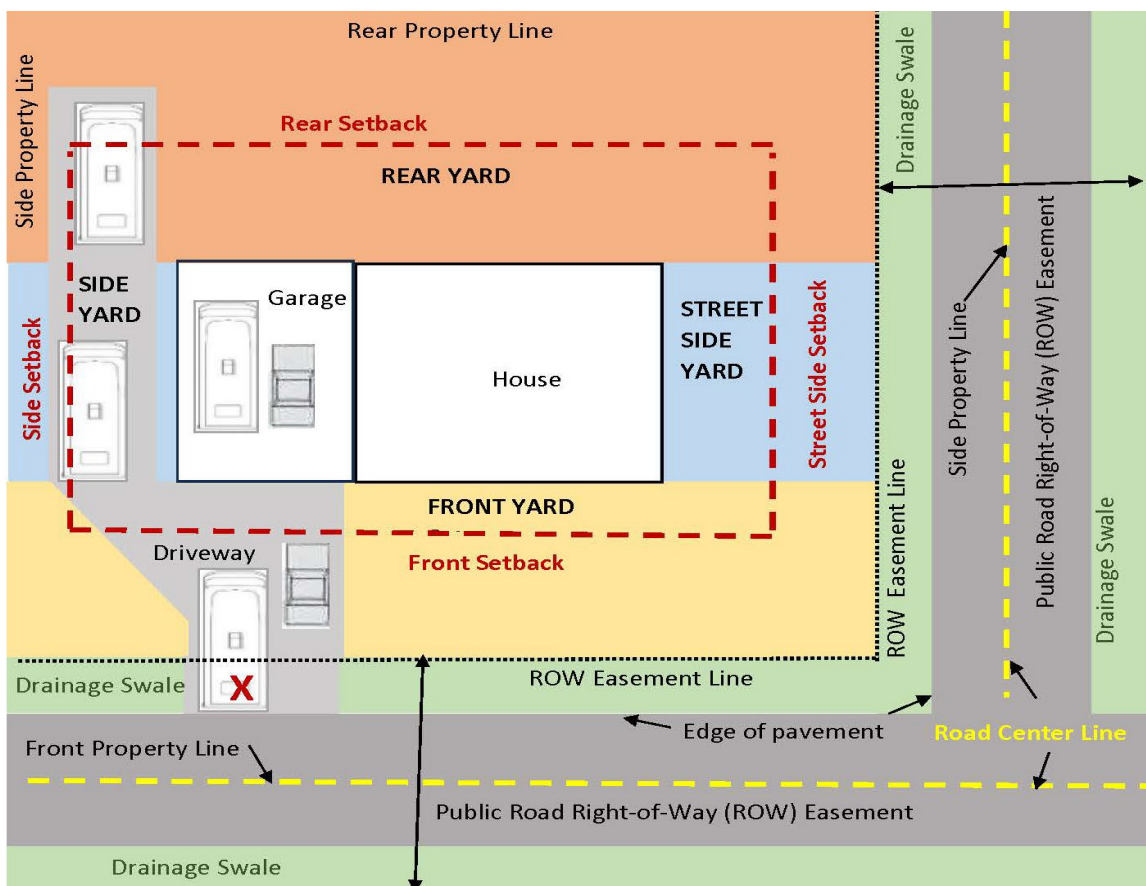 Rear Property Line
Side Property Line
Rear Setback
REAR YARD
Drainage Swale
Public Road Right-of-Way (ROW) Easement
Side Property Line
SIDE
YARD
Side Setback
Garage
House
STREET
SIDE
YARD
Street Side Setback
ROW Easement Line
Drainage Swale
FRONT YARD
Driveway
Front Setback
Drainage Swale
X
ROW Easement Line
Edge of pavement
Road Center Line
Front Property Line
Public Road Right-of-Way (ROW) Easement
Drainage Swale